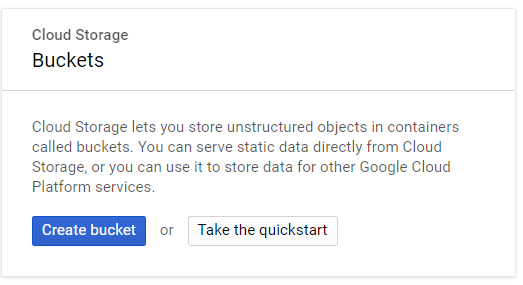 Cloud Storage
Buckets
Cloud Storage lets you store unstructured objects in containers
called buckets. You can serve static data directly from Cloud
Storage, or you can use it to store data for other Google Cloud
Platform services.
Create bucket or Take the quickstart